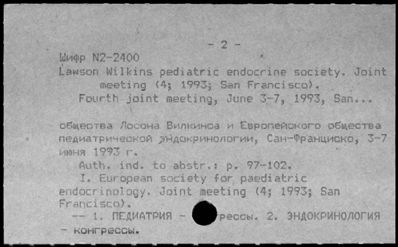 - 2 -
Шифр N2-2400
Lawson Wilkins pediatric endocrine society. Joint
meeting (4; 1993; San Francisco).
Fourth joint meeting, June 3-7, 1993, San...
общества Лосона Вилкинса и Европейского общества
педиатрической эндокринологии, Сан-Франциско, 3-7
июня 1993 г.
Auth. ind. to abstr.: p. 97-102.
I. European society for paediatric
endocrinology. Joint meeting (4; 1993; San
Francisco).
-- 1. ПЕДИАТРИЯ - рессы. 2. ЭНДОКРИНОЛОГИЯ
- конгрессы.